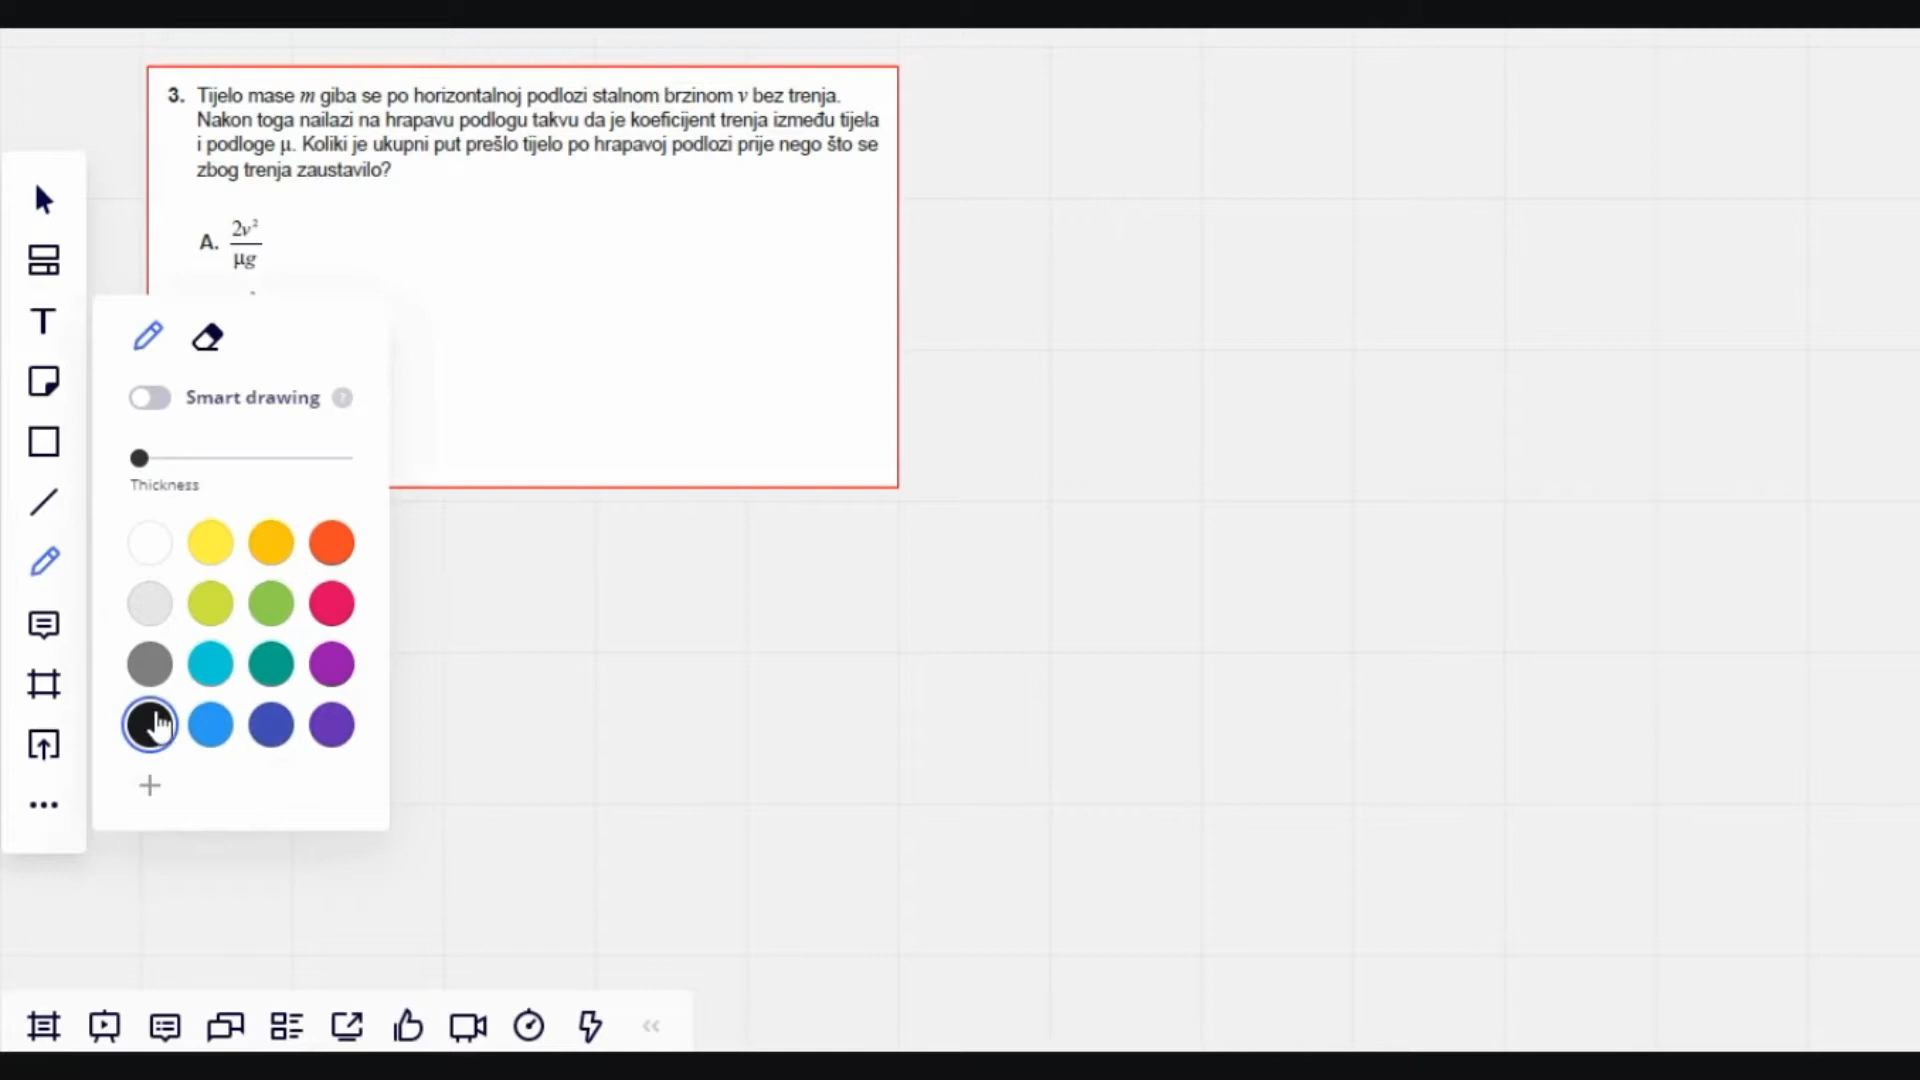 3. Tijelo mase m giba se po horizontalnoj podlozi stalnom brzinom v bez trenja.
Nakon toga nailazi na hrapavu podlogu takvu da je koeficijent trenja između tijela
i podloge µ. Koliki je ukupni put prešlo tijelo po hrapavoj podlozi prije nego što se
zbog trenja zaustavilo?
A. 2v²
µg
T
Smart drawing ?
Thickness